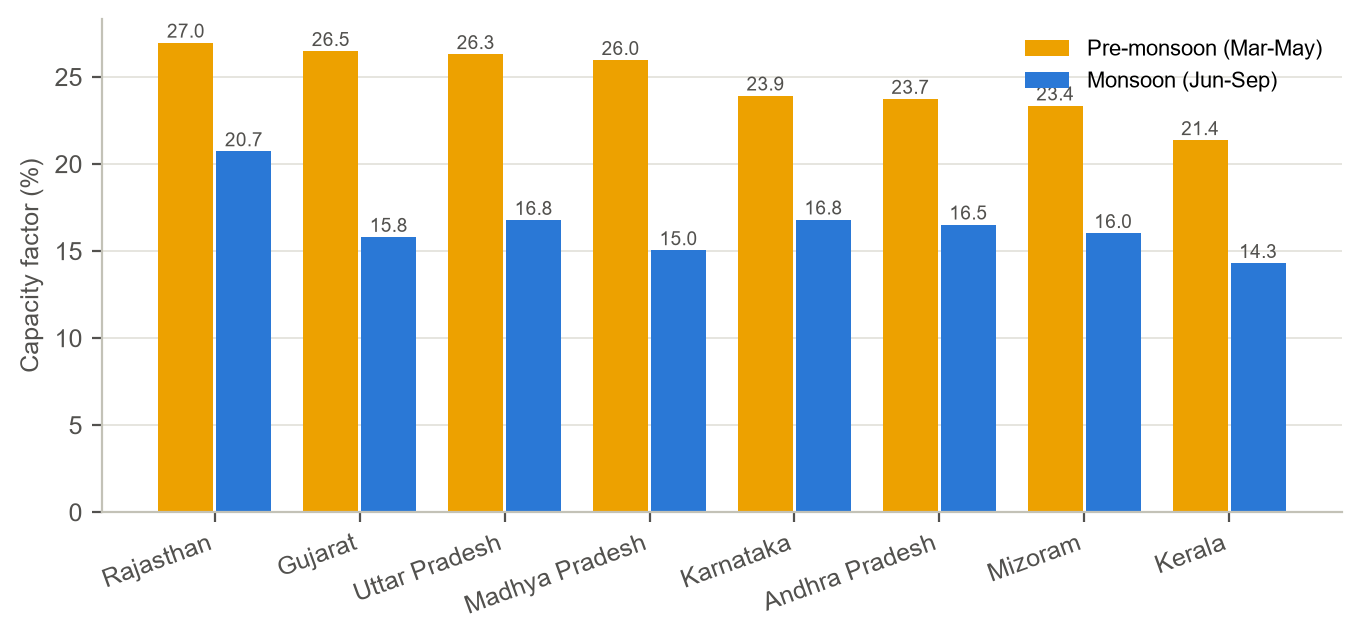 Pre-monsoon (Mar-May)
Monsoon (Jun-Sep)
27.0
20.7
26.5
15.8
26.3
16.8
26.0
15.0
23.9
16.8
23.7
16.5
23.4
16.0
21.4
14.3
Capacity factor (%)
25
20
15
10
5
0
Rajasthan
Gujarat
Uttar Pradesh
Madhya Pradesh
Karnataka
Andhra Pradesh
Mizoram
Kerala